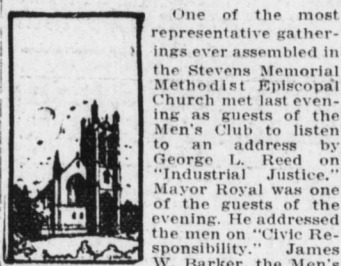 One of the most
representative gather-
ings ever assembled in
the Stevens Memorial
Methodist Episcopal
Church met last even-
ing as guests of the
Men's Club to listen
to an address by
George L. Reed on
"Industrial Justice."
Mayor Royal was one
of the guests of the
evening. He addressed
the men on "Civic Re-
sponsibility." James
W. Barker, the Men's